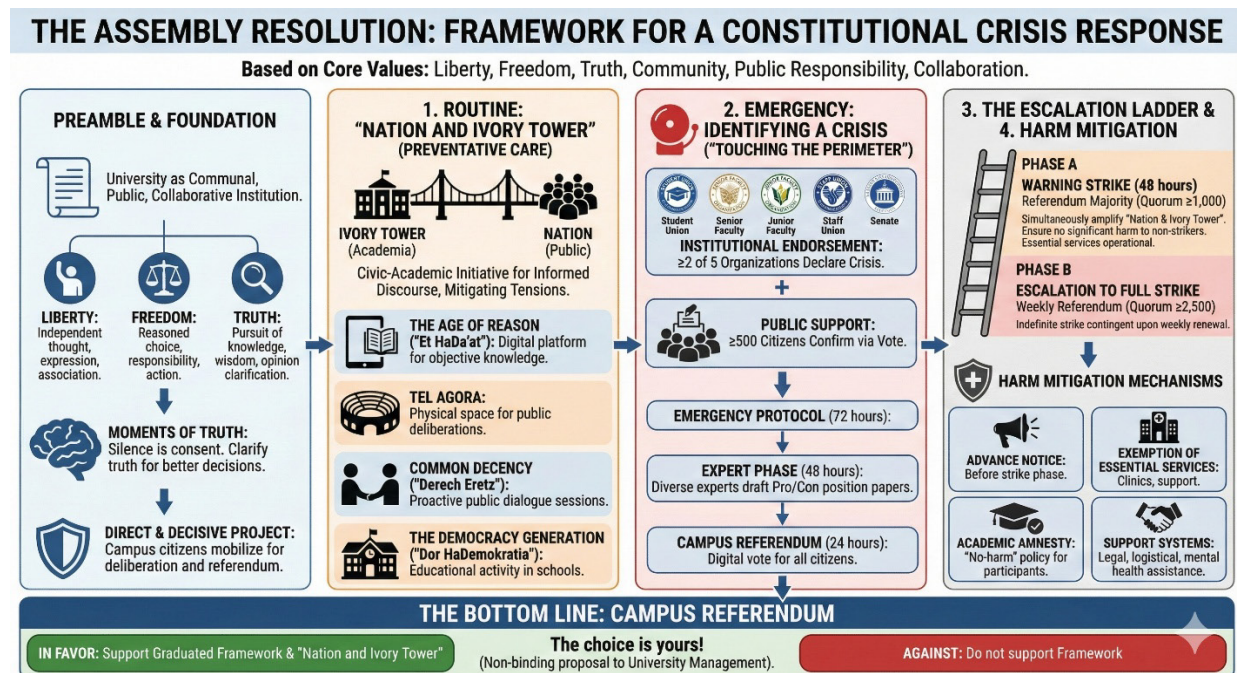 THE ASSEMBLY RESOLUTION: FRAMEWORK FOR A CONSTITUTIONAL CRISIS RESPONSE
Based on Core Values: Liberty, Freedom, Truth, Community, Public Responsibility, Collaboration.
PREAMBLE & FOUNDATION
University as Communal,
Public, Collaborative Institution.
LIBERTY:
Independent
thought,
expression,
association.
FREEDOM:
Reasoned
choice,
responsibility,
action.
TRUTH:
Pursuit of
knowledge,
wisdom, opinion
clarification.
MOMENTS OF TRUTH:
Silence is consent. Clarify
truth for better decisions.
DIRECT & DECISIVE PROJECT:
Campus citizens mobilize for
deliberation and referendum.
1. ROUTINE:
"NATION AND IVORY TOWER"
(PREVENTATIVE CARE)
IVORY TOWER
(Academia)
NATION
(Public)
Civic-Academic Initiative for Informed
Discourse, Mitigating Tensions.
THE AGE OF REASON
("Et HaDa'at"): Digital platform
for objective knowledge.
TEL AGORA:
Physical space for public
deliberations.
COMMON DECENCY
("Derech Eretz"):
Proactive public dialogue sessions.
THE DEMOCRACY GENERATION
("Dor HaDemokratia"):
Educational activity in schools.
2. EMERGENCY:
IDENTIFYING A CRISIS
("TOUCHING THE PERIMETER")
Student
Union
Senior
Faculty
Junior
Faculty
Staff
Union
Senate
INSTITUTIONAL ENDORSEMENT:
≥2 of 5 Organizations Declare Crisis.
+
PUBLIC SUPPORT:
≥500 Citizens Confirm via Vote.
EMERGENCY PROTOCOL (72 hours):
EXPERT PHASE (48 hours):
Diverse experts draft Pro/Con position papers.
CAMPUS REFERENDUM (24 hours):
Digital vote for all citizens.
3. THE ESCALATION LADDER &
4. HARM MITIGATION
PHASE A
WARNING STRIKE (48 hours)
Referendum Majority (Quorum ≥1,000)
Simultaneously amplify "Nation & Ivory Tower".
Ensure no significant harm to non-strikers.
Essential services operational.
PHASE B
ESCALATION TO FULL STRIKE
Weekly Referendum (Quorum ≥2,500)
Indefinite strike contingent upon weekly renewal.
HARM MITIGATION MECHANISMS
ADVANCE NOTICE:
Before strike phase.
EXEMPTION OF
ESSENTIAL SERVICES:
Clinics, support.
ACADEMIC AMNESTY:
"No-harm" policy for
participants.
SUPPORT SYSTEMS:
Legal, logistical, mental
health assistance.
THE BOTTOM LINE: CAMPUS REFERENDUM
IN FAVOR: Support Graduated Framework & "Nation and Ivory Tower"
The choice is yours!
(Non-binding proposal to University Management).
AGAINST: Do not support Framework